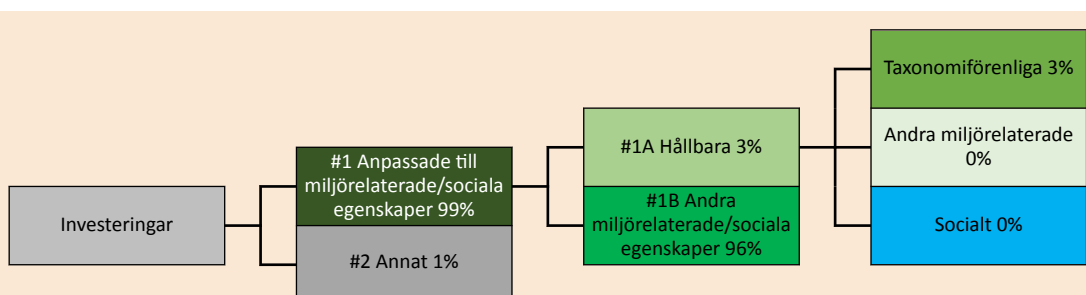 Investeringar
#1 Anpassade till
miljörelaterade/sociala
egenskaper 99%
#2 Annat 1%
#1A Hållbara 3%
#1B Andra
miljörelaterade/sociala
egenskaper 96%
Taxonomiförenliga 3%
Andra miljörelaterade
0%
Socialt 0%